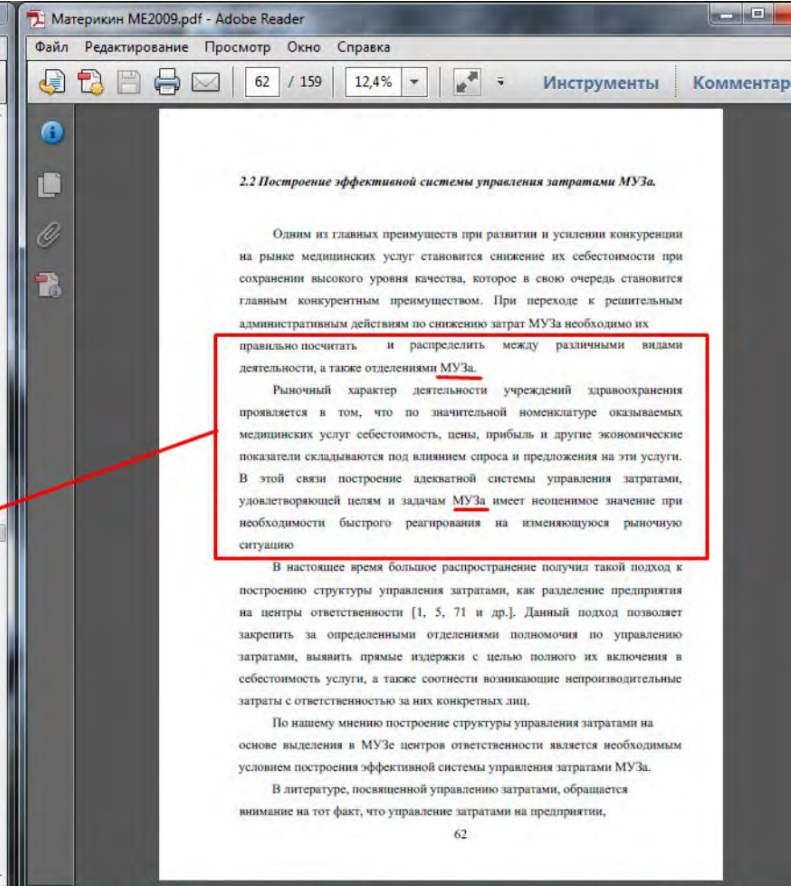 Материкин МЕ2009.pdf - Adobe Reader
Файл Редактирование Просмотр Окно Справка
62 / 159 12,4% Инструменты Комментар
2.2 Построение эффективной системы управления затратами МУЗа.
Одним из главных преимуществ при развитии и усилении конкуренции
на рынке медицинских услуг становится снижение их себестоимости при
сохранении высокого уровня качества, которое в свою очередь становится
главным конкурентным преимуществом. При переходе к решительным
административным действиям по снижению затрат МУЗа необходимо их
правильно посчитать и распределить между различными видами
деятельности, а также отделениями МУЗа.
Рыночный характер деятельности учреждений здравоохранения
проявляется в том, что по значительной номенклатуре оказываемых
медицинских услуг себестоимость, цены, прибыль и другие экономические
показатели складываются под влиянием спроса и предложения на эти услуги.
В этой связи построение адекватной системы управления затратами,
удовлетворяющей целям и задачам МУЗа имеет неоценимое значение при
необходимости быстрого реагирования на изменяющуюся рыночную
ситуацию
В настоящее время большое распространение получил такой подход к
построению структуры управления затратами, как разделение предприятия
на центры ответственности [1, 5, 71 и др.]. Данный подход позволяет
закрепить за определенными отделениями полномочия по управлению
затратами, выявить прямые издержки с целью полного их включения в
себестоимость услуги, а также соотнести возникающие непроизводительные
затраты с ответственностью за них конкретных лиц.
По нашему мнению построение структуры управления затратами на
основе выделения в МУЗе центров ответственности является необходимым
условием построения эффективной системы управления затратами МУЗа.
В литературе, посвященной управлению затратами, обращается
внимание на тот факт, что управление затратами на предприятии,
62